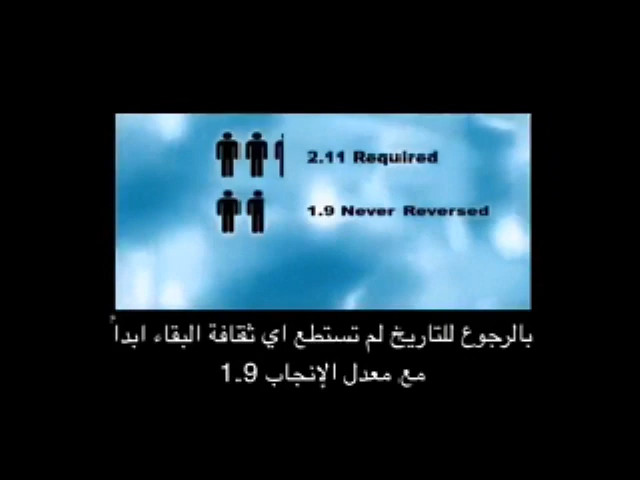 2.11 Required
1.9 Never Reversed
بالرجوع للتاريخ لم تستطع اي ثقافة البقاء ابداً
مع معدل الإنجاب 1.9